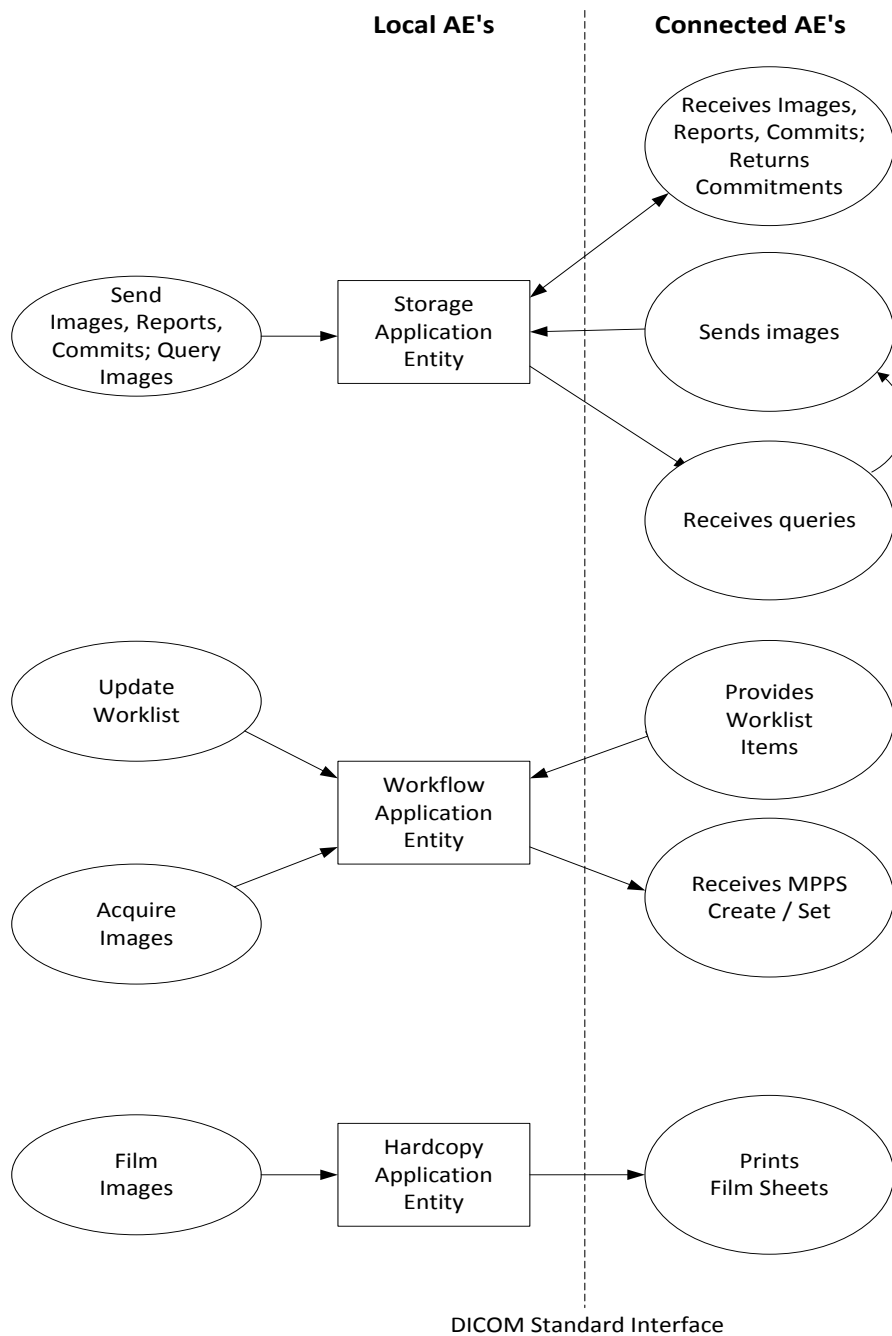 Local AE's
Connected AE's
Receives Images,
Reports, Commits;
Returns
Commitments
Send
Images, Reports,
Commits; Query
Images
Storage
Application
Entity
Sends images
Receives queries
Update
Worklist
Provides
Worklist
Items
Workflow
Application
Entity
Acquire
Images
Receives MPPS
Create / Set
Film
Images
Hardcopy
Application
Entity
Prints
Film Sheets
DICOM Standard Interface